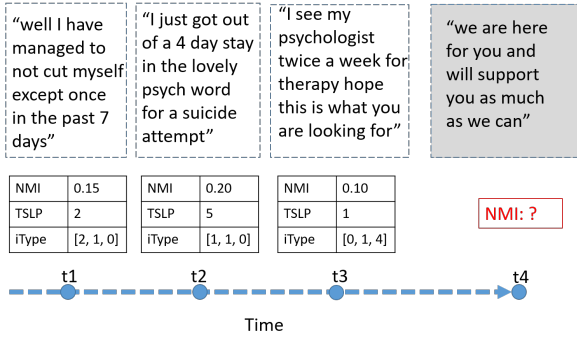 “well I have
managed to
not cut myself
except once
in the past 7
days”
“I just got out
of a 4 day stay
in the lovely
psych word
for a suicide
attempt”
“I see my
psychologist
twice a week for
therapy hope
this is what you
are looking for”
“we are here
for you and
will support
you as much
as we can”
NMI 0.15
TSLP 2
iType [2, 1, 0]
NMI 0.20
TSLP 5
iType [1, 1, 0]
NMI 0.10
TSLP 1
iType [0, 1, 4]
NMI: ?
t1 t2 t3 t4
Time